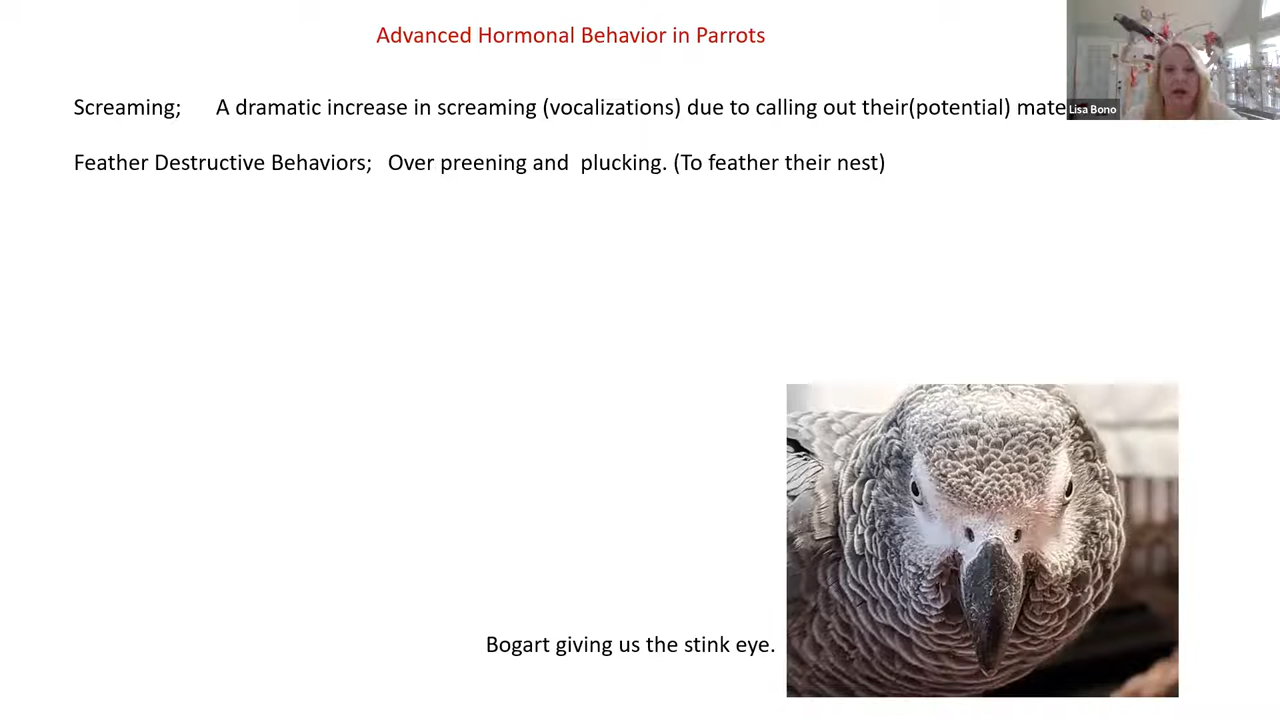 Advanced Hormonal Behavior in Parrots
Screaming; A dramatic increase in screaming (vocalizations) due to calling out their(potential) mate
Lisa Bono
Feather Destructive Behaviors; Over preening and plucking. (To feather their nest)
Bogart giving us the stink eye.